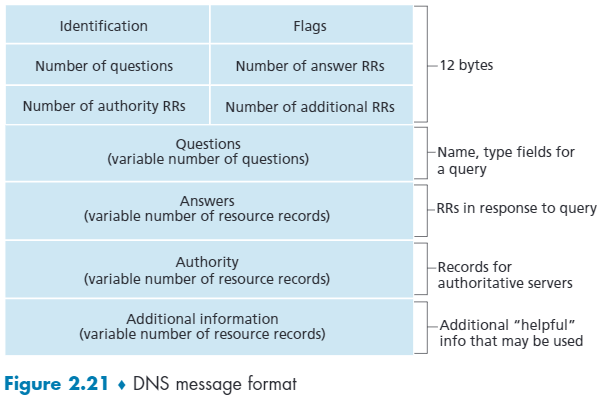 Identification
Flags
Number of questions
Number of answer RRs
12 bytes
Number of authority RRs
Number of additional RRs
Questions
(variable number of questions)
Name, type fields for
a query
Answers
(variable number of resource records)
RRs in response to query
Authority
(variable number of resource records)
Records for
authoritative servers
Additional information
(variable number of resource records)
Additional “helpful”
info that may be used
Figure 2.21 ♦ DNS message format